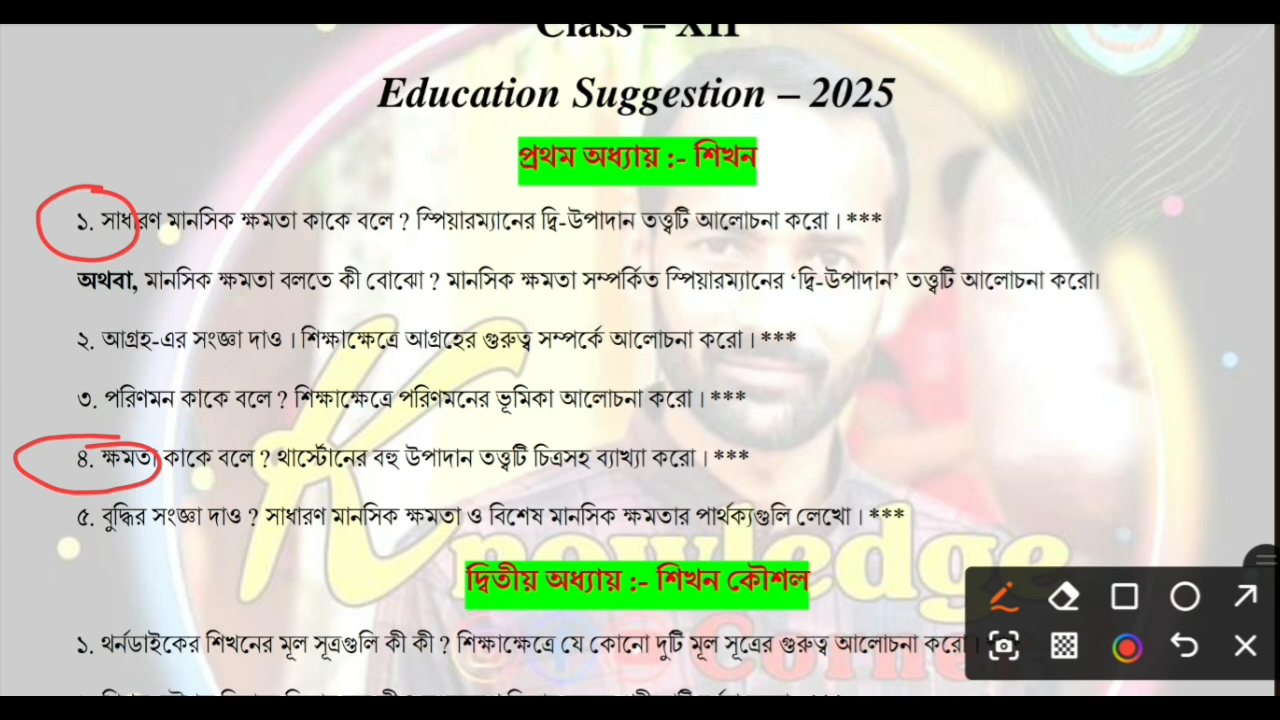 Class – XII
Education Suggestion – 2025
প্রথম অধ্যায় :- শিখন
১. সাধারণ মানসিক ক্ষমতা কাকে বলে ? স্পিয়ারম্যানের দ্বি-উপাদান তত্ত্বটি আলোচনা করো । ***
অথবা, মানসিক ক্ষমতা বলতে কী বোঝো ? মানসিক ক্ষমতা সম্পর্কিত স্পিয়ারম্যানের ‘দ্বি-উপাদান’ তত্ত্বটি আলোচনা করো।
২. আগ্রহ-এর সংজ্ঞা দাও । শিক্ষাক্ষেত্রে আগ্রহের গুরুত্ব সম্পর্কে আলোচনা করো । ***
৩. পরিণমন কাকে বলে ? শিক্ষাক্ষেত্রে পরিণমনের ভূমিকা আলোচনা করো । ***
৪. ক্ষমতা কাকে বলে ? থার্স্টোনের বহু উপাদান তত্ত্বটি চিত্রসহ ব্যাখ্যা করো । ***
৫. বুদ্ধির সংজ্ঞা দাও ? সাধারণ মানসিক ক্ষমতা ও বিশেষ মানসিক ক্ষমতার পার্থক্যগুলি লেখো । ***
Knowledge
দ্বিতীয় অধ্যায় :- শিখন কৌশল
১. থর্নডাইকের শিখনের মূল সূত্রগুলি কী কী ? শিক্ষাক্ষেত্রে যে কোনো দুটি মূল সূত্রের গুরুত্ব আলোচনা করো ।
Corner